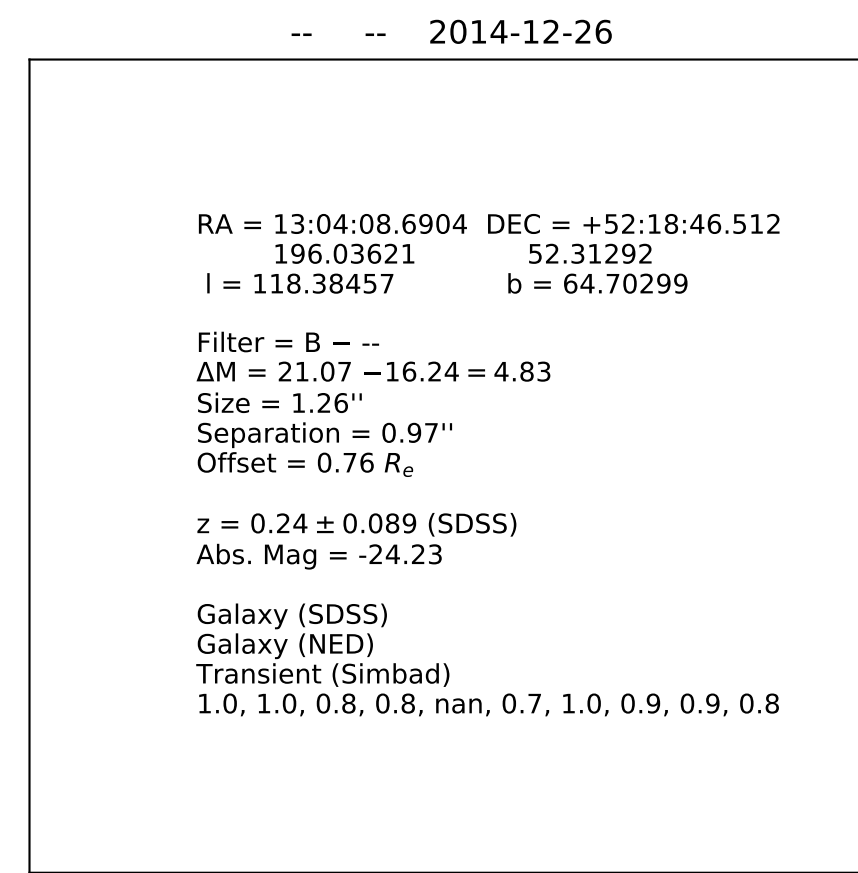 -- -- 2014-12-26
RA = 13:04:08.6904 DEC = +52:18:46.512
196.03621 52.31292
l = 118.38457 b = 64.70299
Filter = B − --
ΔM = 21.07 −16.24 = 4.83
Size = 1.26''
Separation = 0.97''
Offset = 0.76 Rₑ
z = 0.24 ± 0.089 (SDSS)
Abs. Mag = -24.23
Galaxy (SDSS)
Galaxy (NED)
Transient (Simbad)
1.0, 1.0, 0.8, 0.8, nan, 0.7, 1.0, 0.9, 0.9, 0.8